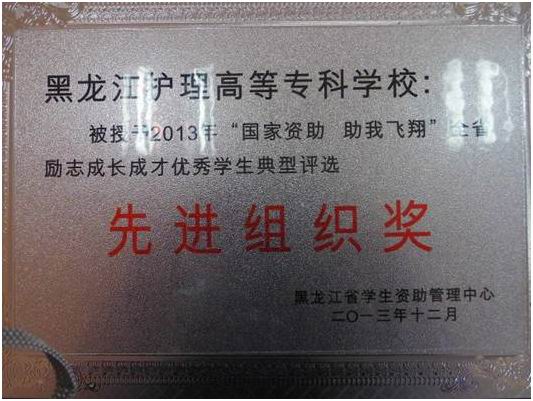 黑龙江护理高等专科学校：
被授予2013年“国家资助 助我飞翔”全省
励志成长成才优秀学生典型评选
先进组织奖
黑龙江省学生资助管理中心
二〇一三年十二月